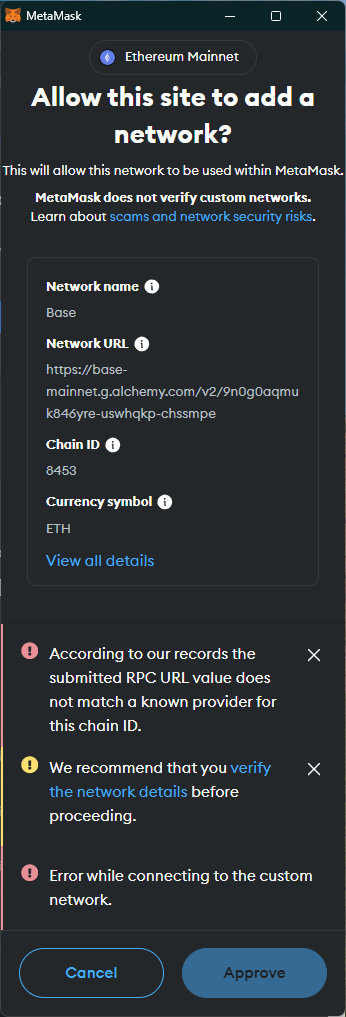 MetaMask
Ethereum Mainnet
Allow this site to add a
network?
This will allow this network to be used within MetaMask.
MetaMask does not verify custom networks.
Learn about scams and network security risks.
Network name
Base
Network URL
https://base-
mainnet.g.alchemy.com/v2/9n0g0aqmu
k846yre-uswhqkp-chssmpe
Chain ID
8453
Currency symbol
ETH
View all details
According to our records the
submitted RPC URL value does
not match a known provider for
this chain ID.
We recommend that you verify
the network details before
proceeding.
Error while connecting to the custom
network.
Cancel
Approve